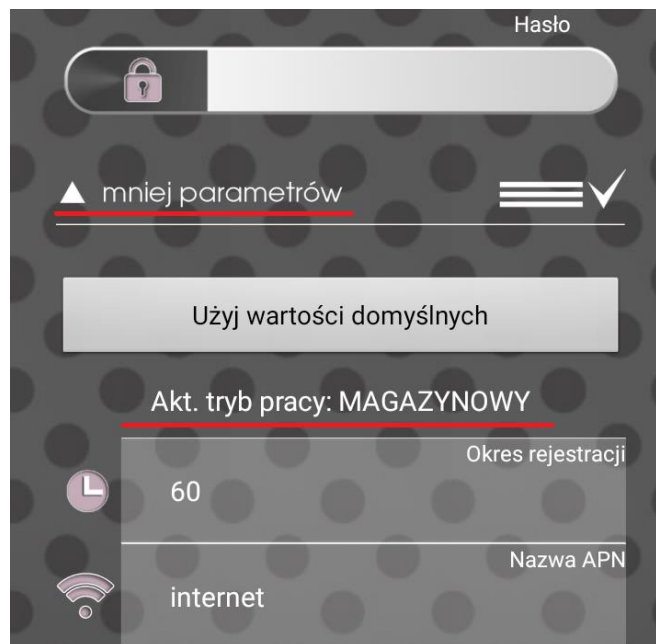 Hasło
mniej parametrów
Użyj wartości domyślnych
Akt. tryb pracy: MAGAZYNOWY
Okres rejestracji
60
Nazwa APN
internet